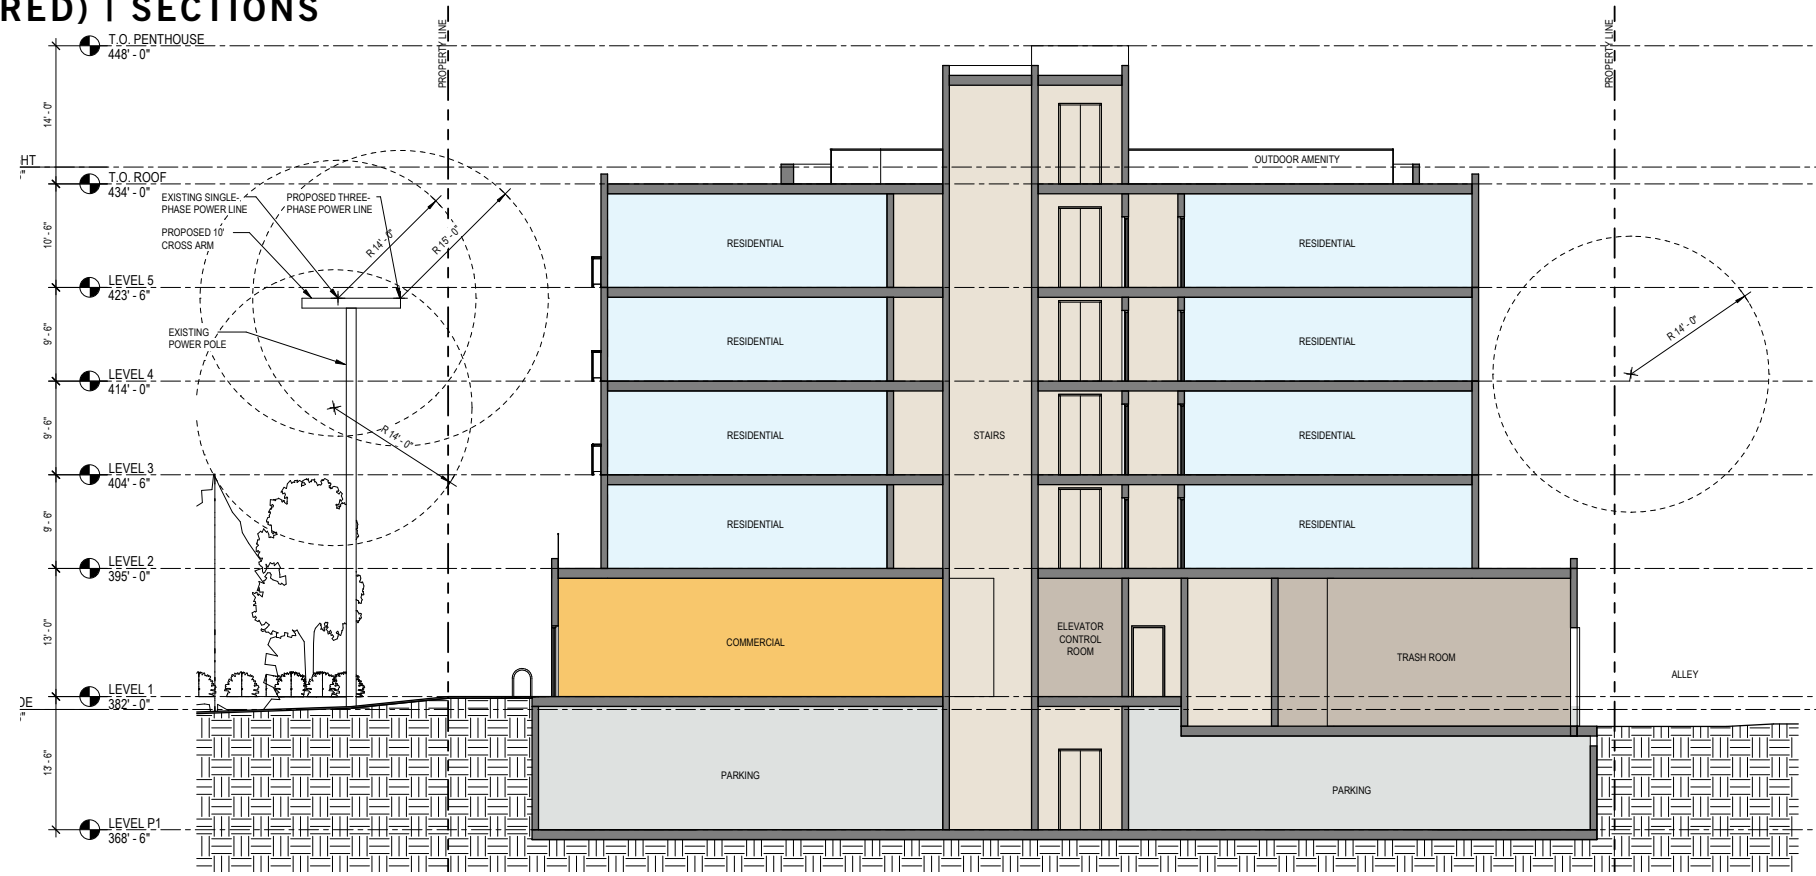 RED) | SECTIONS
T.O. PENTHOUSE
448' - 0"
PROPERTY LINE
PROPERTY LINE
14' - 0"
HT
T.O. ROOF
434' - 0"
OUTDOOR AMENITY
EXISTING SINGLE-
PHASE POWER LINE
PROPOSED THREE-
PHASE POWER LINE
PROPOSED 10'
CROSS ARM
R 14' - 0"
R 15' - 0"
10' - 6"
RESIDENTIAL
RESIDENTIAL
LEVEL 5
423' - 6"
EXISTING
POWER POLE
9' - 6"
RESIDENTIAL
RESIDENTIAL
R 14' - 0"
LEVEL 4
414' - 0"
9' - 6"
R 14' - 0"
RESIDENTIAL
STAIRS
RESIDENTIAL
LEVEL 3
404' - 6"
9' - 6"
RESIDENTIAL
RESIDENTIAL
LEVEL 2
395' - 0"
13' - 0"
COMMERCIAL
ELEVATOR
CONTROL
ROOM
TRASH ROOM
ALLEY
LEVEL 1
382' - 0"
DE
13' - 6"
PARKING
PARKING
LEVEL P1
368' - 6"